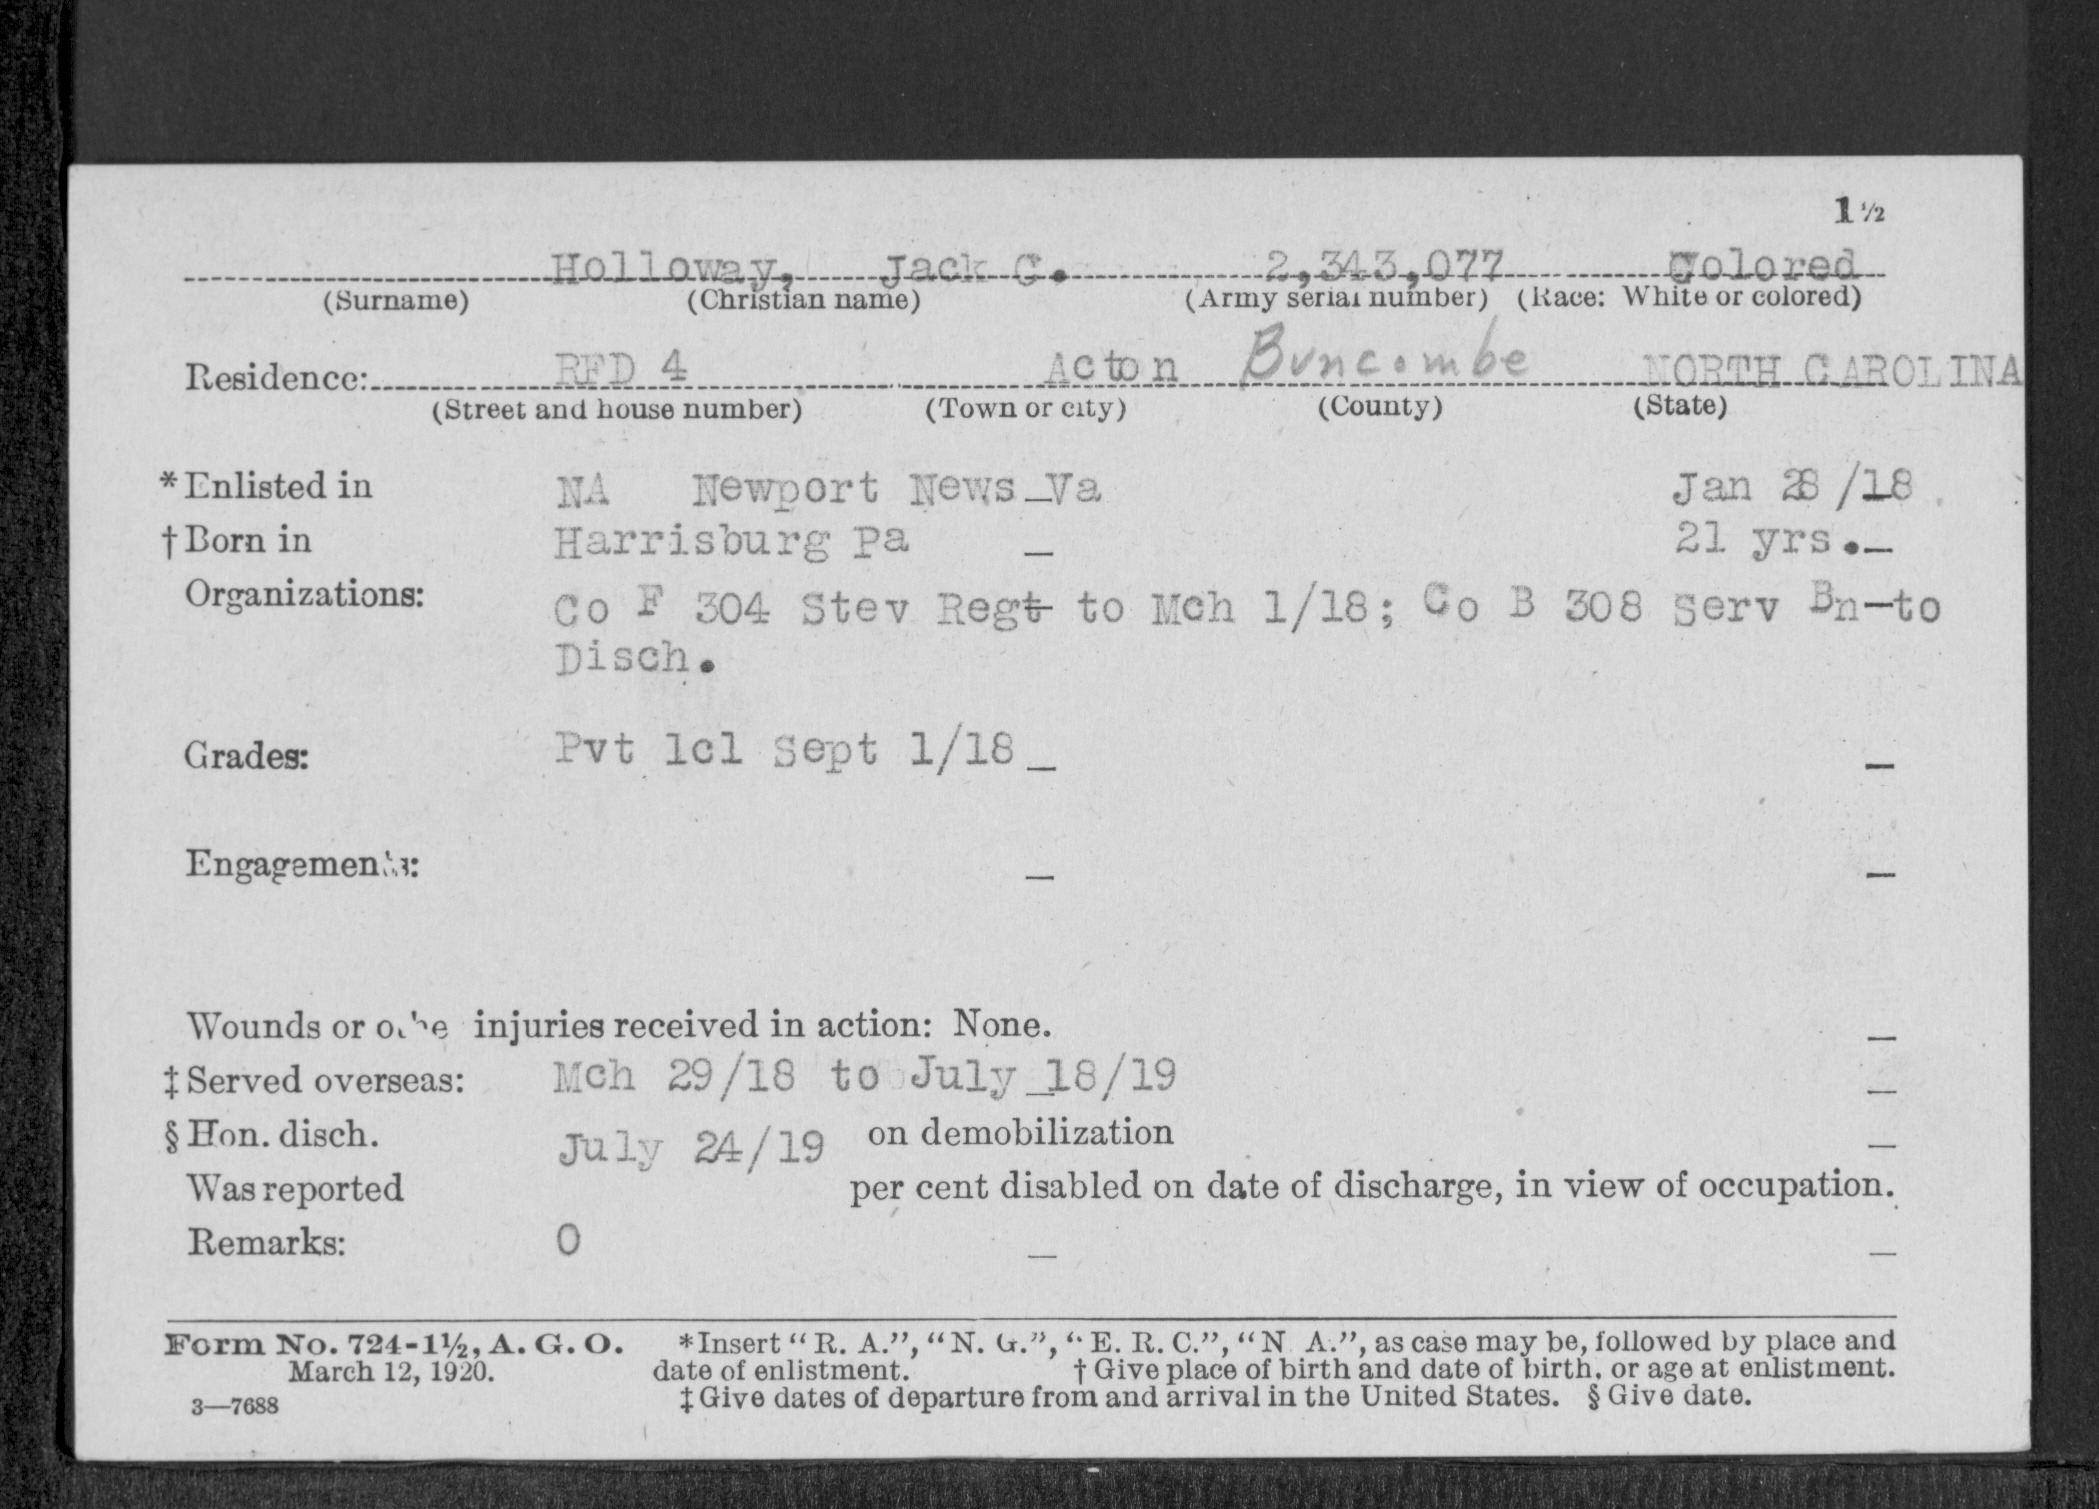 1 ½
Holloway, Jack G. 2,343,077 Colored
(Surname) (Christian name) (Army serial number) (Race: White or colored)
Residence: RFD 4 Acton Buncombe NORTH CAROLINA
(Street and house number) (Town or city) (County) (State)
*Enlisted in NA Newport News Va Jan 28 /18
†Born in Harrisburg Pa 21 yrs.
Organizations: Co F 304 Stev Regt to Mch 1/18; Co B 308 Serv Bn-to
Disch.
Grades: Pvt 1cl Sept 1/18
Engagements:
Wounds or othe injuries received in action: None.
‡Served overseas: Mch 29/18 to July 18/19
§Hon. disch. July 24/19 on demobilization
Was reported per cent disabled on date of discharge, in view of occupation.
Remarks: 0
Form No. 724-1½, A. G. O. *Insert "R. A.", "N. G.", "E. R. C.", "N A.", as case may be, followed by place and
March 12, 1920. date of enlistment. †Give place of birth and date of birth, or age at enlistment.
3—7688 ‡Give dates of departure from and arrival in the United States. §Give date.